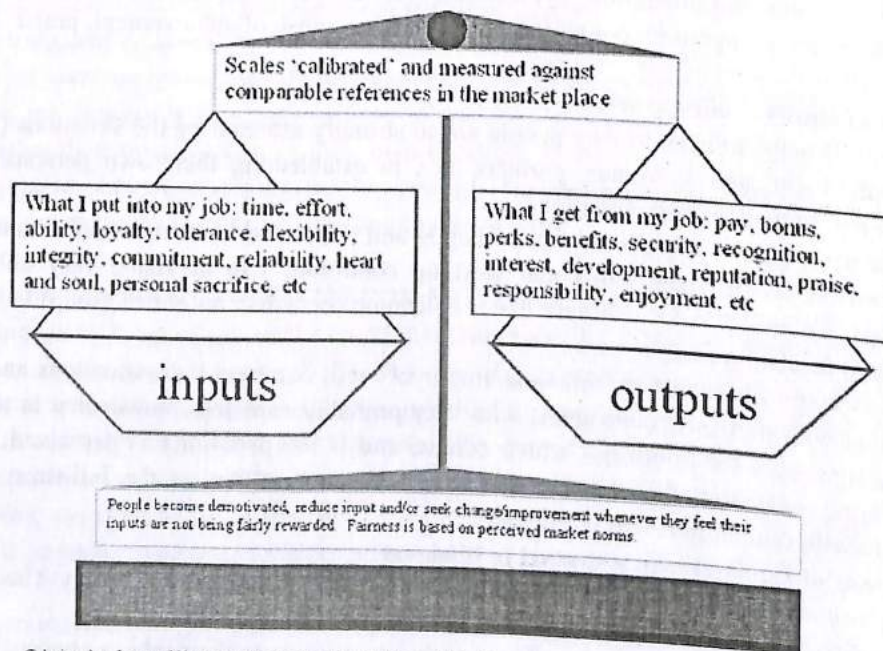 Scales 'calibrated' and measured against
comparable references in the market place
What I put into my job: time, effort,
ability, loyalty, tolerance, flexibility,
integrity, commitment, reliability, heart
and soul, personal sacrifice, etc
What I get from my job: pay, bonus,
perks, benefits, security, recognition,
interest, development, reputation, praise,
responsibility, enjoyment, etc
inputs
outputs
People become demotivated, reduce input and/or seek change/improvement whenever they feel their
inputs are not being fairly rewarded. Fairness is based on perceived market norms.